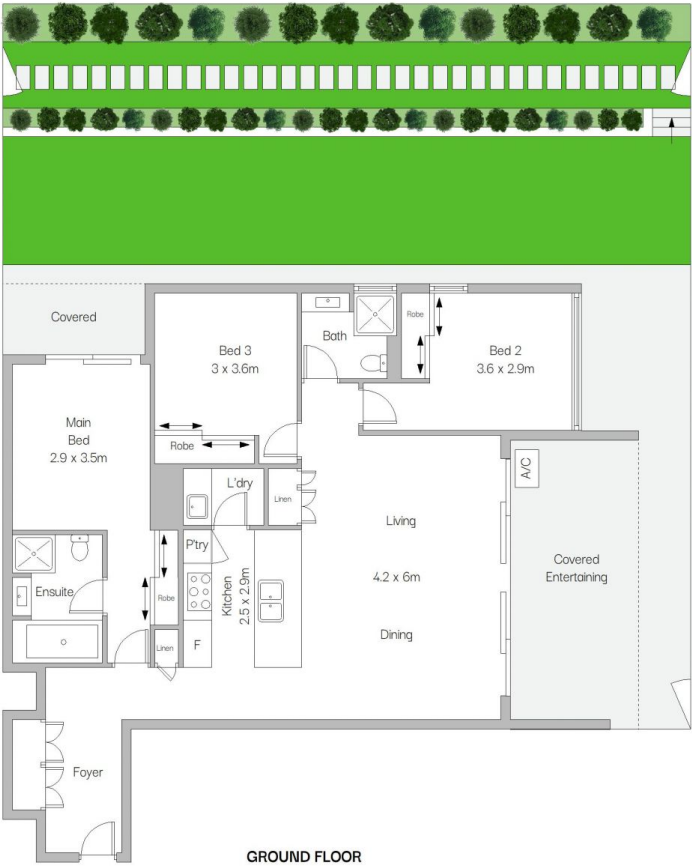 Covered
Bed 3
3 x 3.6m
Bath
Robe
Bed 2
3.6 x 2.9m
Main
Bed
2.9 x 3.5m
Robe
L'dry
Linen
A/C
Living
P'try
Kitchen
2.5 x 2.9m
4.2 x 6m
Covered
Entertaining
Ensuite
Robe
Dining
Linen
F
Foyer
GROUND FLOOR